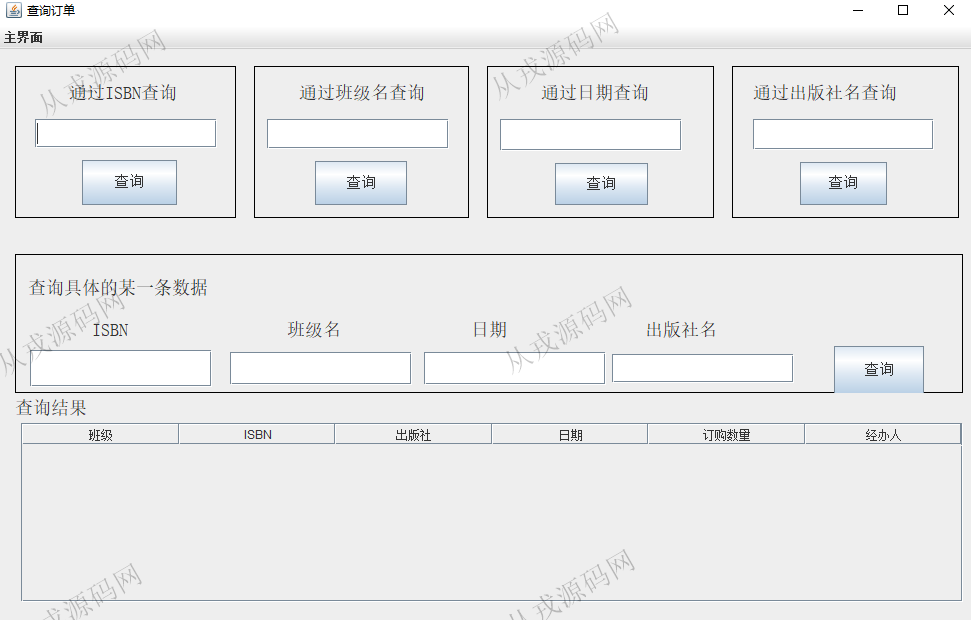 查询订单
主界面
通过ISBN查询 通过班级名查询 通过日期查询 通过出版社名查询
查询 查询 查询 查询
查询具体的某一条数据
ISBN 班级名 日期 出版社名
查询
查询结果
班级 ISBN 出版社 日期 订购数量 经办人
从戎源码网
从戎源码网
从戎源码网
从戎源码网
从戎源码网
从戎源码网